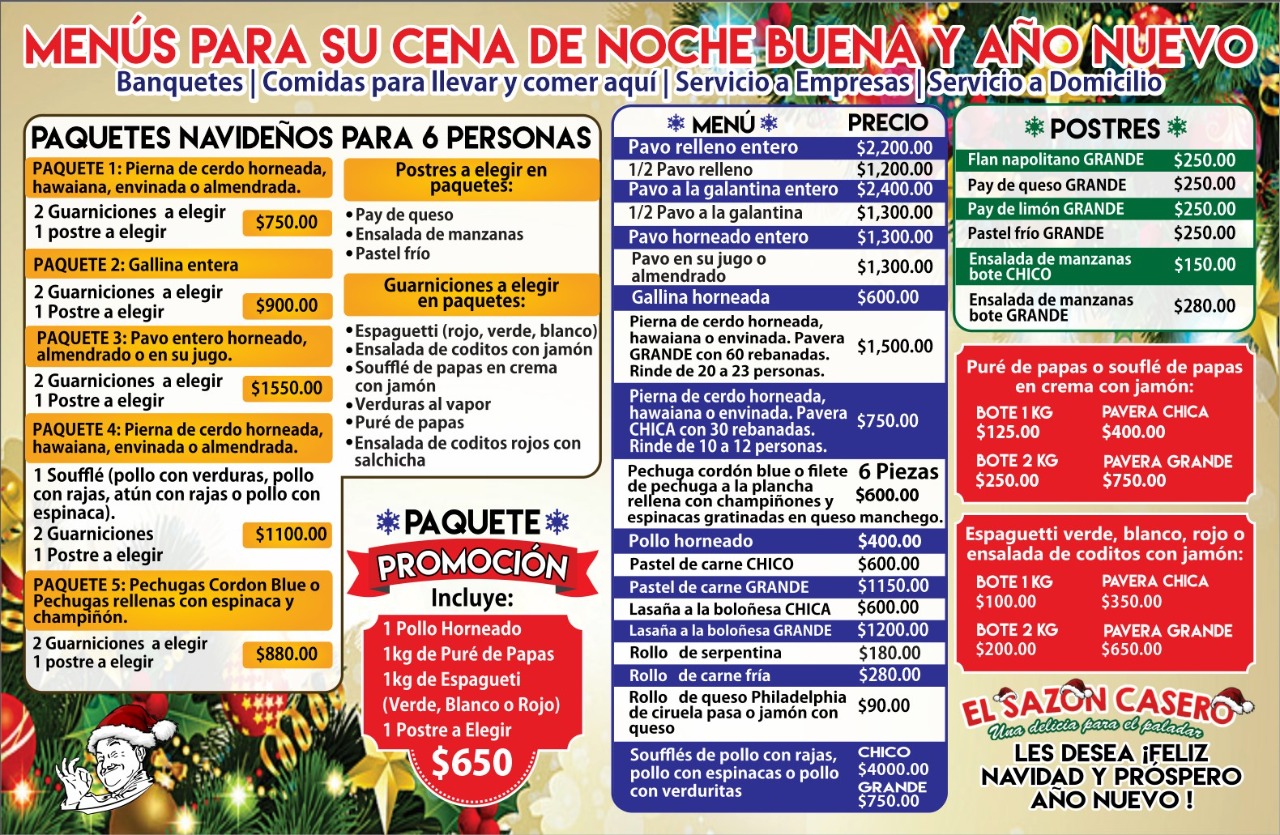 MENÚS PARA SU CENA DE NOCHE BUENA Y AÑO NUEVO
Banquetes | Comidas para llevar y comer aquí | Servicio a Empresas | Servicio a Domicilio
PAQUETES NAVIDEÑOS PARA 6 PERSONAS
PAQUETE 1: Pierna de cerdo horneada,
hawaiana, envinada o almendrada.
2 Guarniciones a elegir
1 postre a elegir
$750.00
PAQUETE 2: Gallina entera
2 Guarniciones a elegir
1 Postre a elegir
$900.00
PAQUETE 3: Pavo entero horneado,
almendrado o en su jugo.
2 Guarniciones a elegir
1 Postre a elegir
$1550.00
PAQUETE 4: Pierna de cerdo horneada,
hawaiana, envinada o almendrada.
1 Soufflé (pollo con verduras, pollo
con rajas, atún con rajas o pollo con
espinaca).
2 Guarniciones
1 Postre a elegir
$1100.00
PAQUETE 5: Pechugas Cordon Blue o
Pechugas rellenas con espinaca y
champiñón.
2 Guarniciones a elegir
1 postre a elegir
$880.00
Postres a elegir en
paquetes:
• Pay de queso
• Ensalada de manzanas
• Pastel frío
Guarniciones a elegir
en paquetes:
• Espaguetti (rojo, verde, blanco)
• Ensalada de coditos con jamón
• Soufflé de papas en crema
con jamón
• Verduras al vapor
• Puré de papas
• Ensalada de coditos rojos con
salchicha
PAQUETE
PROMOCIÓN
Incluye:
1 Pollo Horneado
1kg de Puré de Papas
1kg de Espagueti
(Verde, Blanco o Rojo)
1 Postre a Elegir
$650
MENÚ PRECIO
Pavo relleno entero $2,200.00
1/2 Pavo relleno $1,200.00
Pavo a la galantina entero $2,400.00
1/2 Pavo a la galantina $1,300.00
Pavo horneado entero $1,300.00
Pavo en su jugo o
almendrado $1,300.00
Gallina horneada $600.00
Pierna de cerdo horneada,
hawaiana o envinada. Pavera
GRANDE con 60 rebanadas.
Rinde de 20 a 23 personas.
$1,500.00
Pierna de cerdo horneada,
hawaiana o envinada. Pavera
CHICA con 30 rebanadas.
Rinde de 10 a 12 personas.
$750.00
Pechuga cordón blue o filete
de pechuga a la plancha
rellena con champiñones y
espinacas gratinadas en queso manchego.
6 Piezas
$600.00
Pollo horneado $400.00
Pastel de carne CHICO $600.00
Pastel de carne GRANDE $1150.00
Lasaña a la boloñesa CHICA $600.00
Lasaña a la boloñesa GRANDE $1200.00
Rollo de serpentina $180.00
Rollo de carne fría $280.00
Rollo de queso Philadelphia
de ciruela pasa o jamón con
queso
$90.00
Soufflés de pollo con rajas,
pollo con espinacas o pollo
con verduritas
CHICO
$4000.00
GRANDE
$750.00
POSTRES
Flan napolitano GRANDE $250.00
Pay de queso GRANDE $250.00
Pay de limón GRANDE $250.00
Pastel frío GRANDE $250.00
Ensalada de manzanas
bote CHICO $150.00
Ensalada de manzanas
bote GRANDE $280.00
Puré de papas o souflé de papas
en crema con jamón:
BOTE 1 KG PAVERA CHICA
$125.00 $400.00
BOTE 2 KG PAVERA GRANDE
$250.00 $750.00
Espaguetti verde, blanco, rojo o
ensalada de coditos con jamón:
BOTE 1 KG PAVERA CHICA
$100.00 $350.00
BOTE 2 KG PAVERA GRANDE
$200.00 $650.00
EL SAZÓN CASERO
Una delicia para el paladar
LES DESEA ¡FELIZ
NAVIDAD Y PRÓSPERO
AÑO NUEVO !